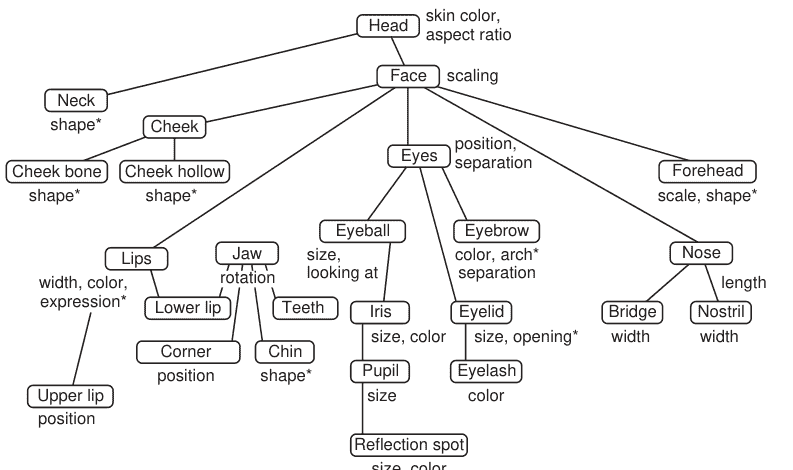 Head
skin color,
aspect ratio
Face
scaling
Neck
shape*
Cheek
Eyes
position,
separation
Cheek bone
Cheek hollow
shape*
shape*
Forehead
scale, shape*
Eyeball
size,
looking at
Eyebrow
color, arch*
separation
Lips
width, color,
expression*
Jaw
rotation
Nose
length
Lower lip
Teeth
Iris
size, color
Eyelid
size, opening*
Bridge
width
Nostril
width
Corner
position
Chin
shape*
Pupil
size
Eyelash
color
Upper lip
position
Reflection spot
size, color